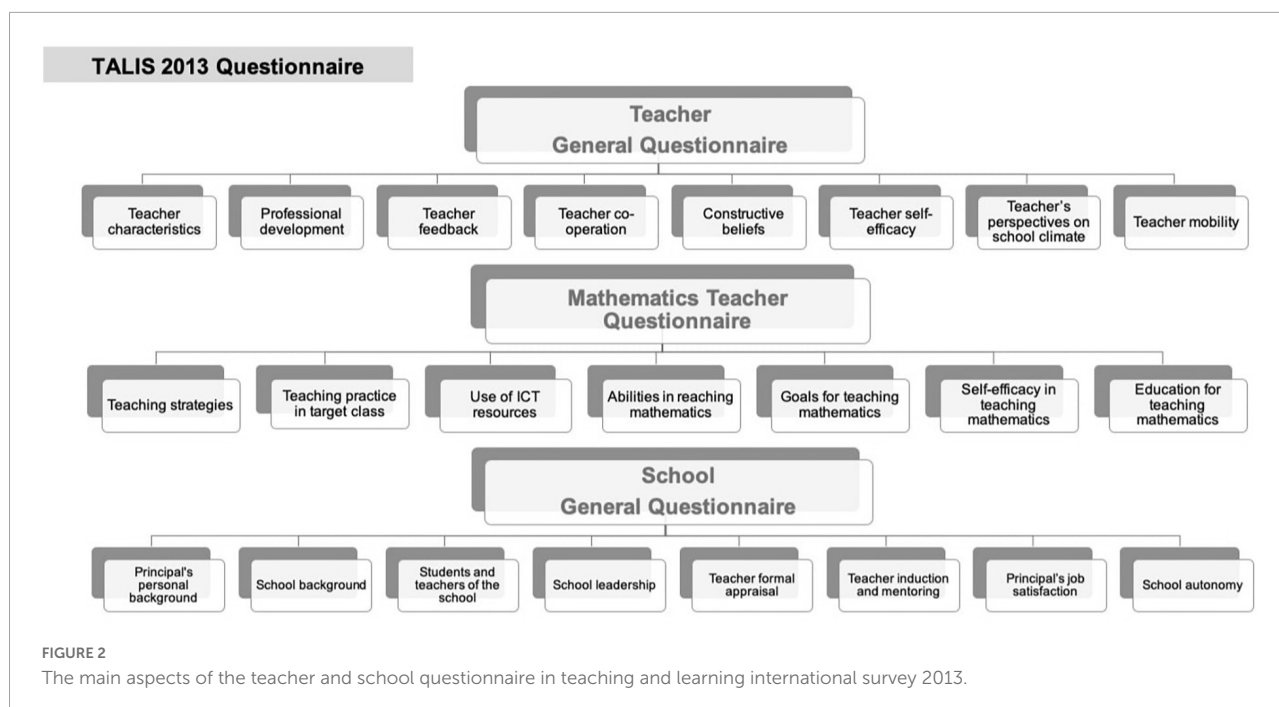 TALIS 2013 Questionnaire
Teacher
General Questionnaire
Teacher
characteristics
Professional
development
Teacher
feedback
Teacher co-
operation
Constructive
beliefs
Teacher self-
efficacy
Teacher's
perspectives on
school climate
Teacher mobility
Mathematics Teacher
Questionnaire
Teaching strategies
Teaching practice
in target class
Use of ICT
resources
Abilities in reaching
mathematics
Goals for teaching
mathematics
Self-efficacy in
teaching
mathematics
Education for
teaching
mathematics
School
General Questionnaire
Principal's
personal
background
School background
Students and
teachers of the
school
School leadership
Teacher formal
appraisal
Teacher induction
and mentoring
Principal's job
satisfaction
School autonomy
FIGURE 2
The main aspects of the teacher and school questionnaire in teaching and learning international survey 2013.